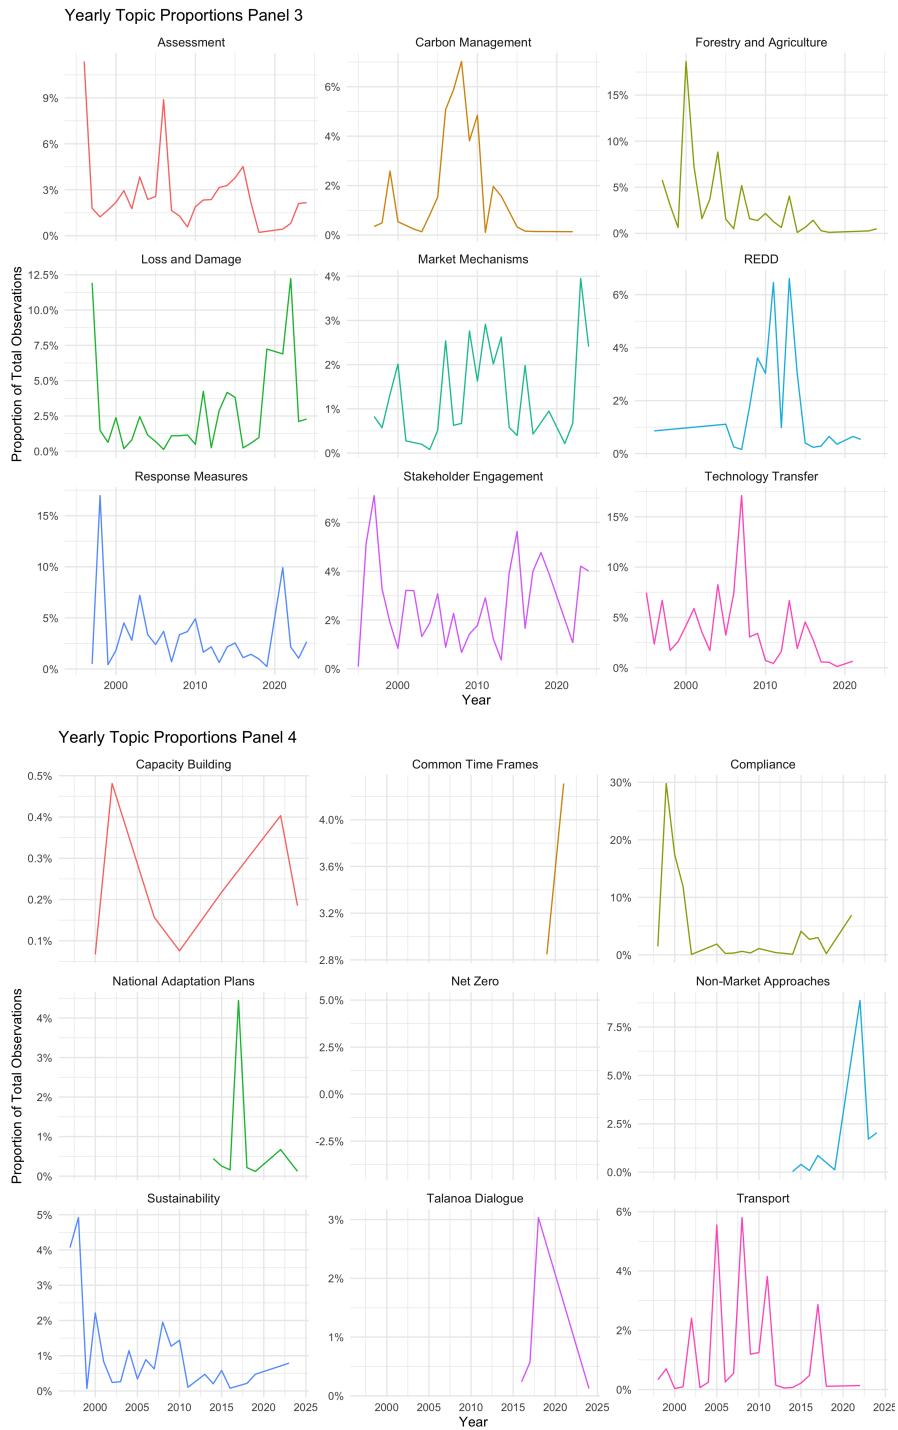 Yearly Topic Proportions Panel 3
Assessment
Carbon Management
Forestry and Agriculture
9%
6%
3%
0%
6%
4%
2%
0%
15%
10%
5%
0%
Loss and Damage
Market Mechanisms
REDD
12.5%
10.0%
7.5%
5.0%
2.5%
0.0%
4%
3%
2%
1%
0%
6%
4%
2%
0%
Proportion of Total Observations
Response Measures
Stakeholder Engagement
Technology Transfer
15%
10%
5%
0%
6%
4%
2%
0%
15%
10%
5%
0%
2000 2010 2020
2000 2010 2020
2000 2010 2020
Year
Yearly Topic Proportions Panel 4
Capacity Building
Common Time Frames
Compliance
0.5%
0.4%
0.3%
0.2%
0.1%
4.0%
3.6%
3.2%
2.8%
30%
20%
10%
0%
National Adaptation Plans
Net Zero
Non-Market Approaches
4%
3%
2%
1%
0%
5.0%
2.5%
0.0%
-2.5%
7.5%
5.0%
2.5%
0.0%
Proportion of Total Observations
Sustainability
Talanoa Dialogue
Transport
5%
4%
3%
2%
1%
0%
3%
2%
1%
0%
6%
4%
2%
0%
2000 2005 2010 2015 2020 2025
2000 2005 2010 2015 2020 2025
2000 2005 2010 2015 2020 2025
Year